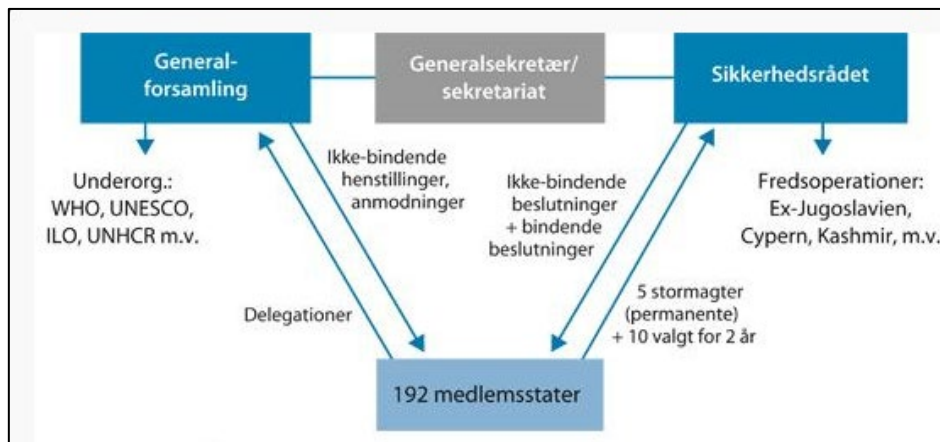 General-
forsamling
Generalsekretær/
sekretariat
Sikkerhedsrådet
Underorg.:
WHO, UNESCO,
ILO, UNHCR m.v.
Ikke-bindende
henstillinger,
anmodninger
Ikke-bindende
beslutninger
+ bindende
beslutninger
Fredsoperationer:
Ex-Jugoslavien,
Cypern, Kashmir, m.v.
Delegationer
5 stormagter
(permanente)
+ 10 valgt for 2 år
192 medlemsstater